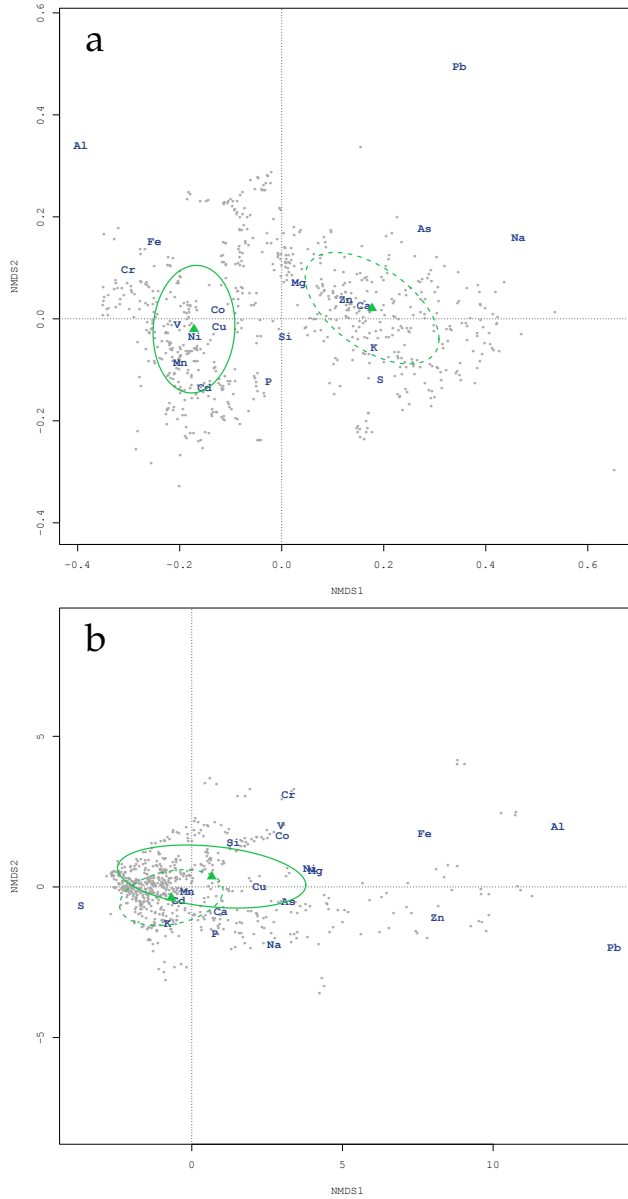 a
0.6
Pb
0.4
Al
As
Na
0.2
Fe
Cr
Mg
Zn
Ca
Co
V
Cu
0.0
Ni
Si
K
Mn
S
P
Cd
−0.2
−0.4
NMDS2
−0.4 −0.2 0.0 0.2 0.4 0.6
NMDS1
b
5
Cr
V
Al
Co
Fe
Si
Ni
Mg
Cu
0
Mn
Cd
As
S
Ca
Zn
K
P
Na
Pb
−5
NMDS2
0 5 10
NMDS1